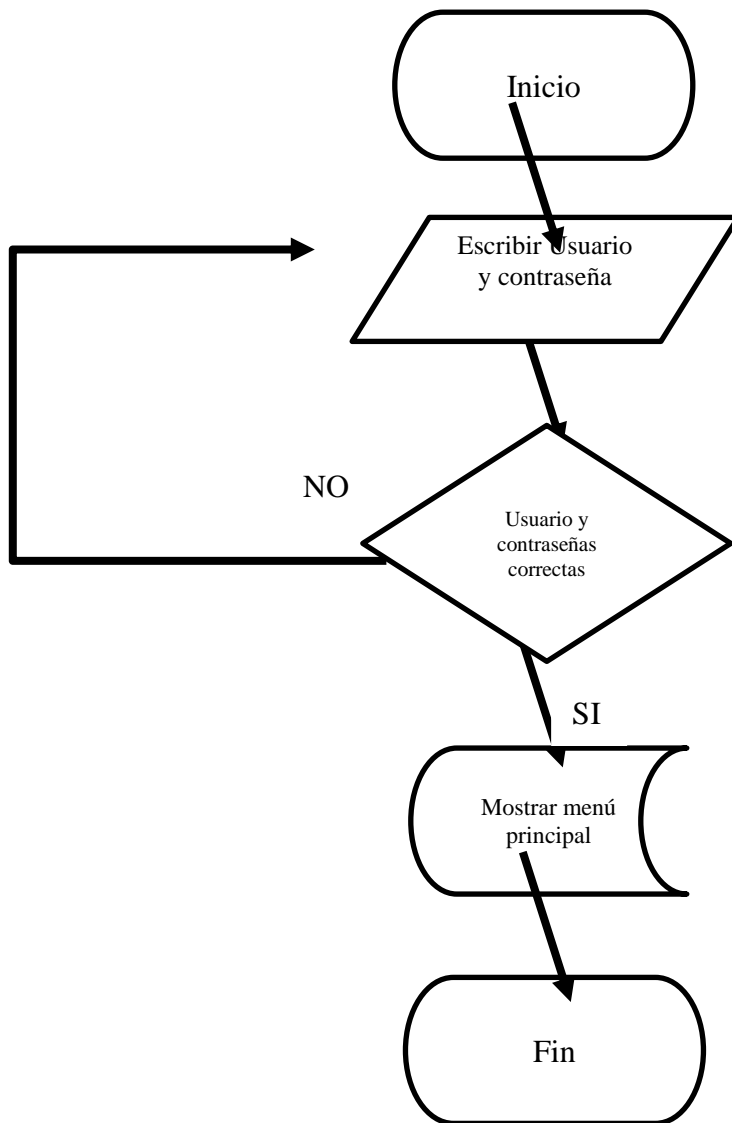 Inicio
Escribir Usuario
y contraseña
NO
Usuario y
contraseñas
correctas
SI
Mostrar menú
principal
Fin